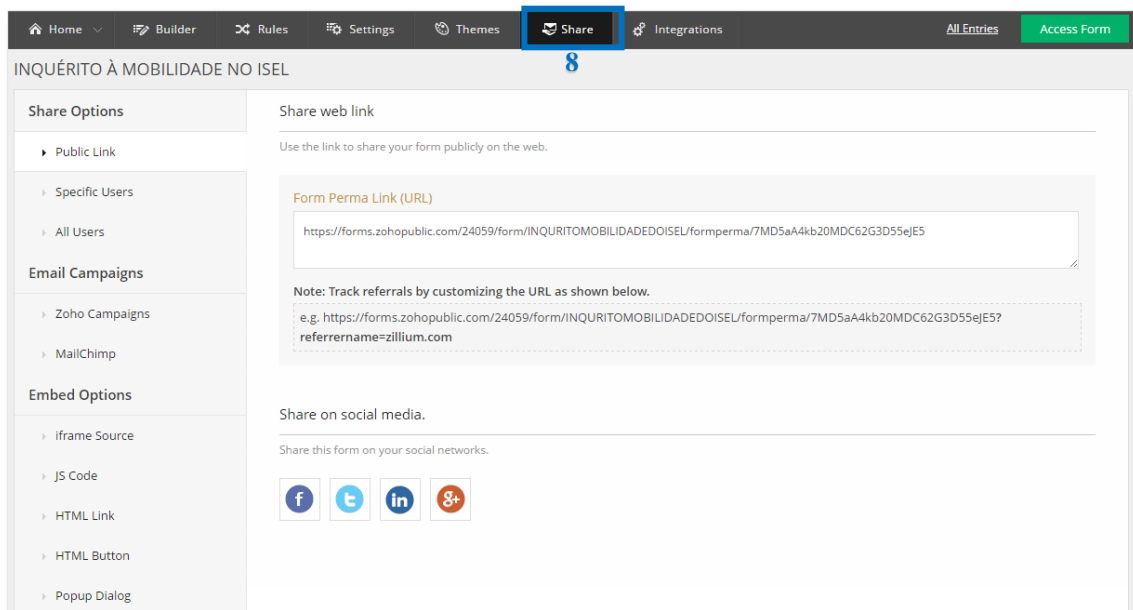 Home Builder Rules Settings Themes Share Integrations All Entries Access Form
8
INQUÉRITO À MOBILIDADE NO ISEL
Share Options
Public Link
Specific Users
All Users
Email Campaigns
Zoho Campaigns
MailChimp
Embed Options
iframe Source
JS Code
HTML Link
HTML Button
Popup Dialog
Share web link
Use the link to share your form publicly on the web.
Form Perma Link (URL)
https://forms.zohopublic.com/24059/form/INQURITOMOBILIDADEDOISEL/formperma/7MD5aA4kb20MDC62G3D55eJE5
Note: Track referrals by customizing the URL as shown below.
e.g. https://forms.zohopublic.com/24059/form/INQURITOMOBILIDADEDOISEL/formperma/7MD5aA4kb20MDC62G3D55eJE5?
referrername=zillium.com
Share on social media.
Share this form on your social networks.
f t in g+